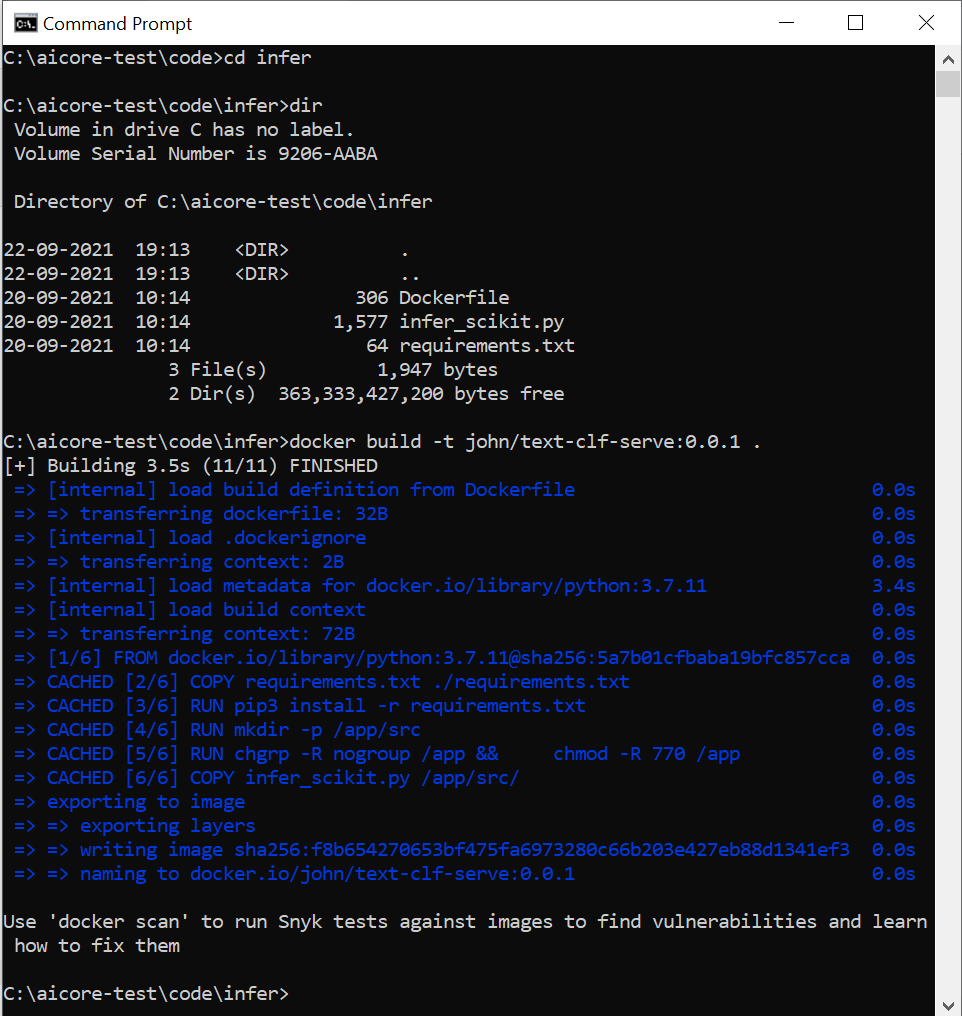 Command Prompt
C:\aicore-test\code>cd infer
C:\aicore-test\code\infer>dir
 Volume in drive C has no label.
 Volume Serial Number is 9206-AABA
 Directory of C:\aicore-test\code\infer
22-09-2021  19:13    <DIR>          .
22-09-2021  19:13    <DIR>          ..
20-09-2021  10:14               306 Dockerfile
20-09-2021  10:14             1,577 infer_scikit.py
20-09-2021  10:14                64 requirements.txt
               3 File(s)          1,947 bytes
               2 Dir(s)  363,333,427,200 bytes free
C:\aicore-test\code\infer>docker build -t john/text-clf-serve:0.0.1 .
[+] Building 3.5s (11/11) FINISHED
 => [internal] load build definition from Dockerfile                           0.0s
 => => transferring dockerfile: 32B                                            0.0s
 => [internal] load .dockerignore                                              0.0s
 => => transferring context: 2B                                                0.0s
 => [internal] load metadata for docker.io/library/python:3.7.11               3.4s
 => [internal] load build context                                              0.0s
 => => transferring context: 72B                                               0.0s
 => [1/6] FROM docker.io/library/python:3.7.11@sha256:5a7b01cfbaba19bfc857cca  0.0s
 => CACHED [2/6] COPY requirements.txt ./requirements.txt                      0.0s
 => CACHED [3/6] RUN pip3 install -r requirements.txt                          0.0s
 => CACHED [4/6] RUN mkdir -p /app/src                                         0.0s
 => CACHED [5/6] RUN chgrp -R nogroup /app &&     chmod -R 770 /app            0.0s
 => CACHED [6/6] COPY infer_scikit.py /app/src/                                0.0s
 => exporting to image                                                         0.0s
 => => exporting layers                                                        0.0s
 => => writing image sha256:f8b654270653bf475fa6973280c66b203e427eb88d1341ef3  0.0s
 => => naming to docker.io/john/text-clf-serve:0.0.1                           0.0s
Use 'docker scan' to run Snyk tests against images to find vulnerabilities and learn
 how to fix them
C:\aicore-test\code\infer>